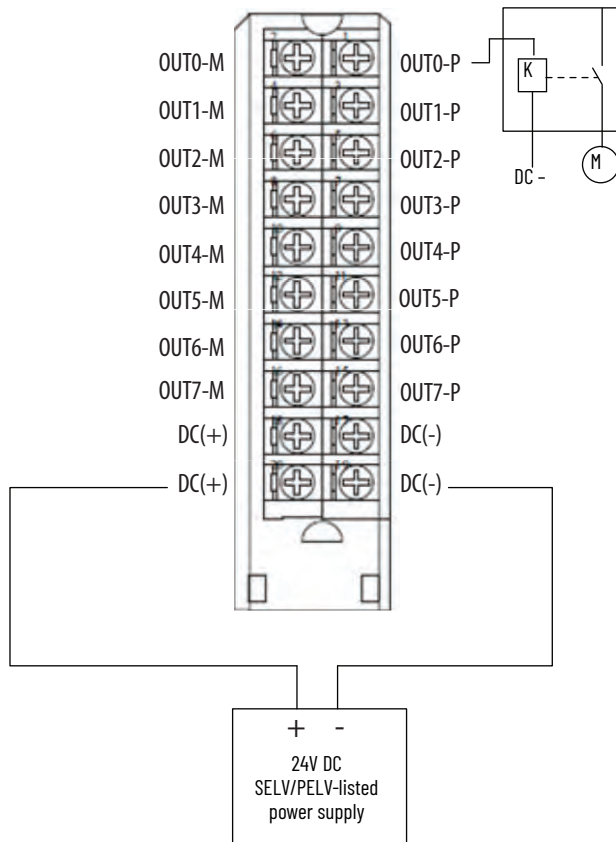 OUT0-M
OUT0-P
K
OUT1-M
OUT1-P
OUT2-M
OUT2-P
M
DC -
OUT3-M
OUT3-P
OUT4-M
OUT4-P
OUT5-M
OUT5-P
OUT6-M
OUT6-P
OUT7-M
OUT7-P
DC(+)
DC(-)
DC(+)
DC(-)
+ -
24V DC
SELV/PELV-listed
power supply